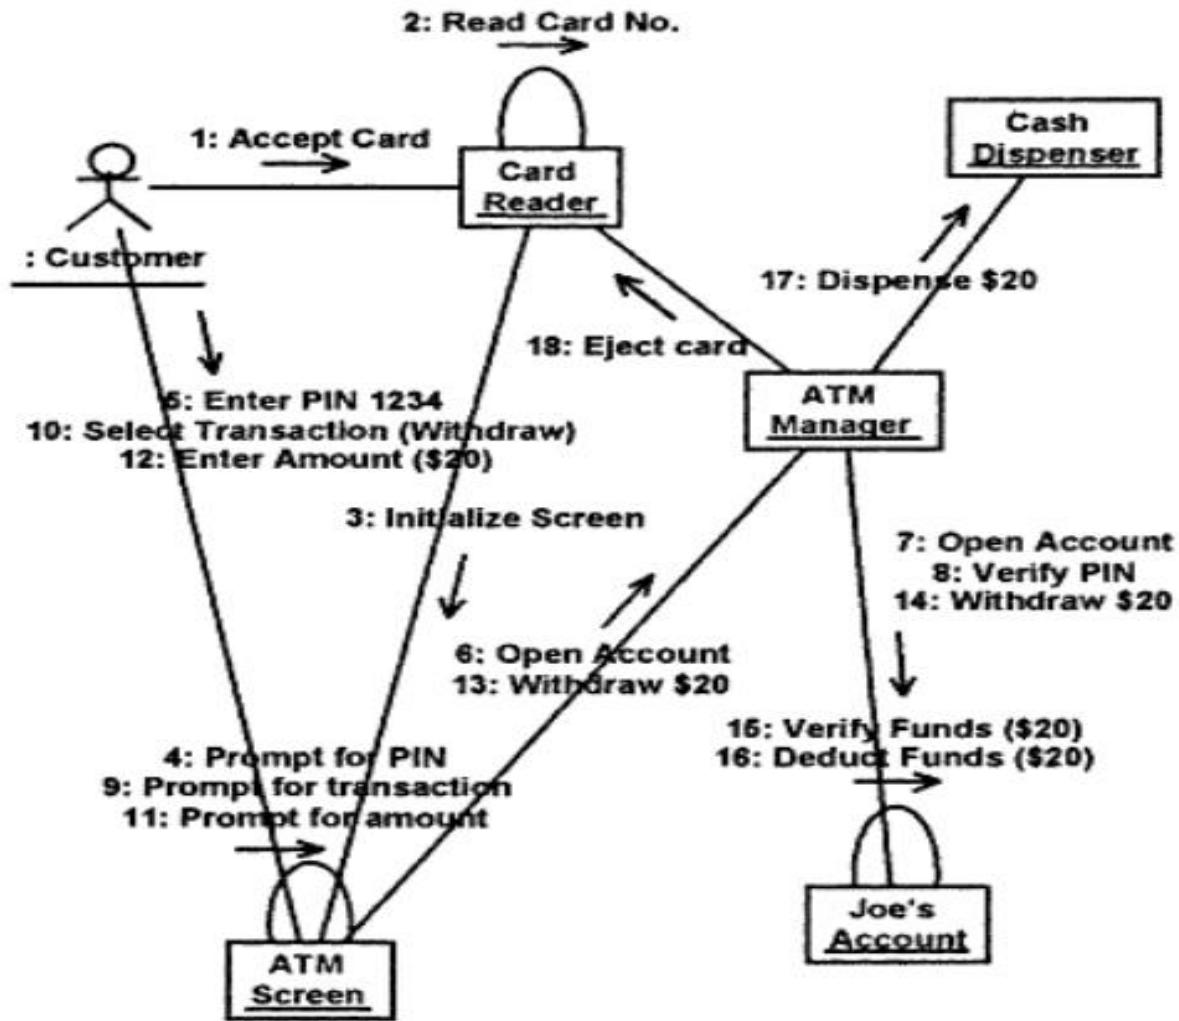 2: Read Card No.
1: Accept Card
Card
Reader
Cash
Dispenser
: Customer
17: Dispense $20
18: Eject card
ATM
Manager
5: Enter PIN 1234
10: Select Transaction (Withdraw)
12: Enter Amount ($20)
3: Initialize Screen
7: Open Account
8: Verify PIN
14: Withdraw $20
6: Open Account
13: Withdraw $20
15: Verify Funds ($20)
16: Deduct Funds ($20)
4: Prompt for PIN
9: Prompt for transaction
11: Prompt for amount
Joe's
Account
ATM
Screen